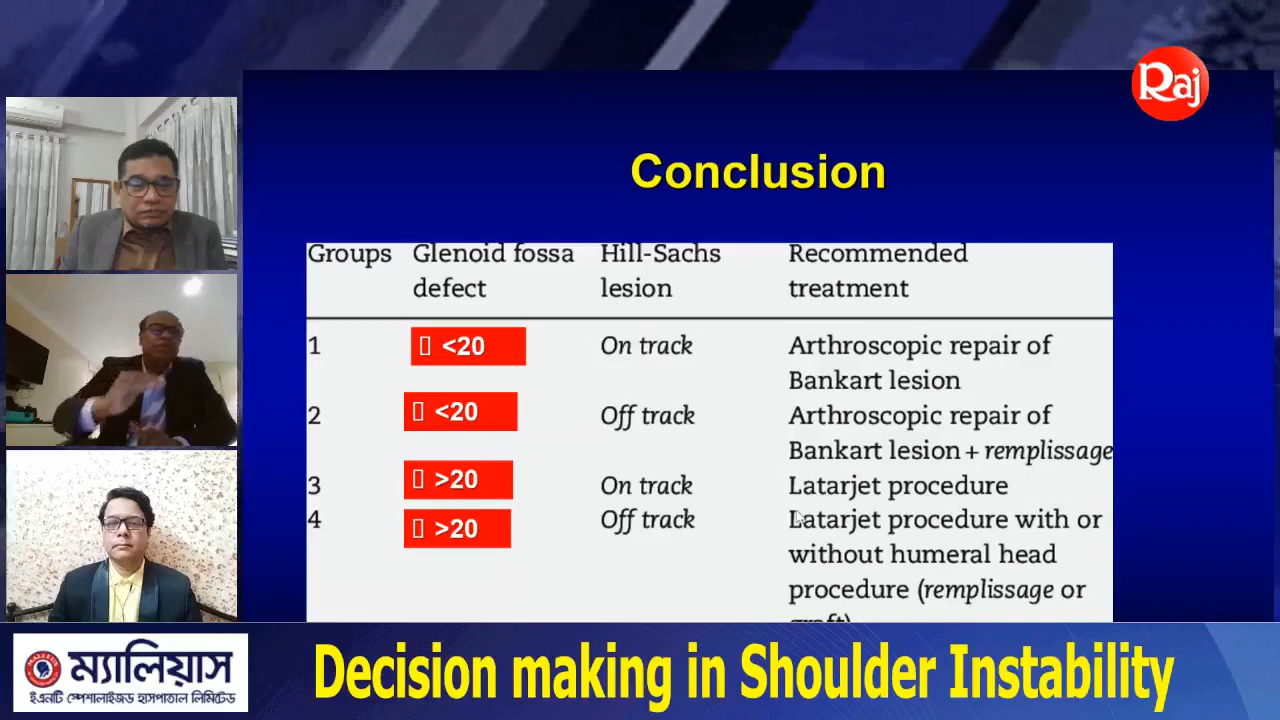 Raj
Conclusion
Groups Glenoid fossa defect Hill-Sachs lesion Recommended treatment
1 <20 On track Arthroscopic repair of
Bankart lesion
2 <20 Off track Arthroscopic repair of
Bankart lesion + remplissage
3 >20 On track Latarjet procedure
4 >20 Off track Latarjet procedure with or
without humeral head
procedure (remplissage or
graft)
ম্যালিয়াস
ইএনটি স্পেশালাইজড হাসপাতাল লিমিটেড
Decision making in Shoulder Instability